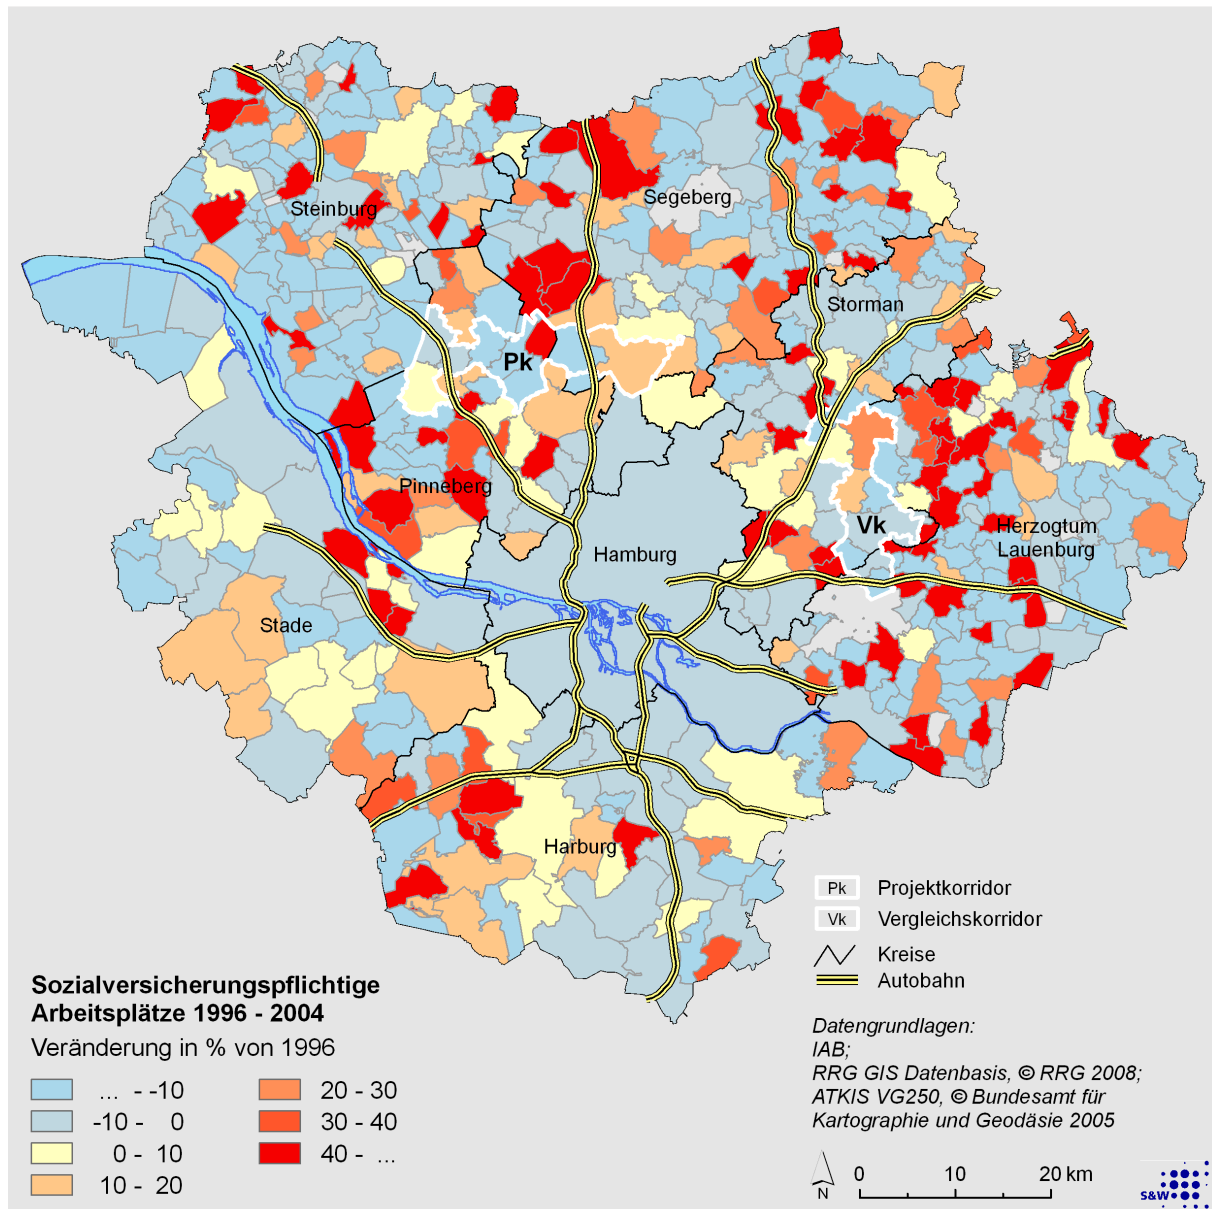 Steinburg
Segeberg
Storman
Pk
Pinneberg
Hamburg
Vk
Herzogtum
Lauenburg
Stade
Harburg
Pk Projektkorridor
Vk Vergleichskorridor
Kreise
Autobahn
Sozialversicherungspflichtige
Arbeitsplätze 1996 - 2004
Veränderung in % von 1996
... - -10
-10 - 0
0 - 10
10 - 20
20 - 30
30 - 40
40 - ...
Datengrundlagen:
IAB;
RRG GIS Datenbasis, © RRG 2008;
ATKIS VG250, © Bundesamt für
Kartographie und Geodäsie 2005
N
0 10 20 km
S&W